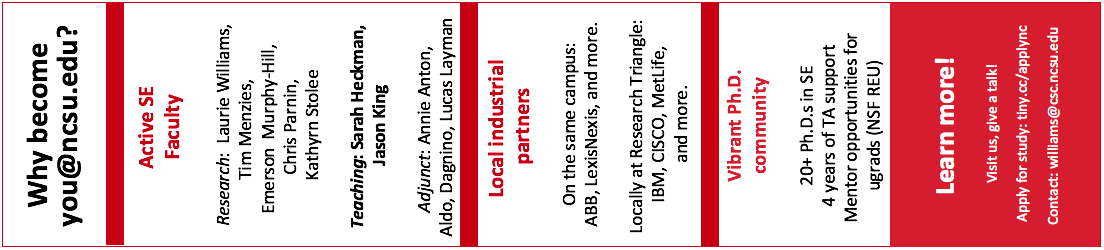 Why become
you@ncsu.edu?
Active SE
Faculty
Research: Laurie Williams,
Tim Menzies,
Emerson Murphy-Hill,
Chris Parnin,
Kathyrn Stolee
Teaching: Sarah Heckman,
Jason King
Adjunct: Annie Anton,
Aldo, Dagnino, Lucas Layman
Local industrial
partners
On the same campus:
ABB, LexisNexis, and more.
Locally at Research Triangle:
IBM, CISCO, MetLife,
and more.
Vibrant Ph.D.
community
20+ Ph.D.s in SE
4 years of TA support
Mentor opportunities for
ugrads (NSF REU)
Learn more!
Visit us, give a talk!
Apply for study: tiny.cc/applync
Contact: williams@csc.ncsu.edu